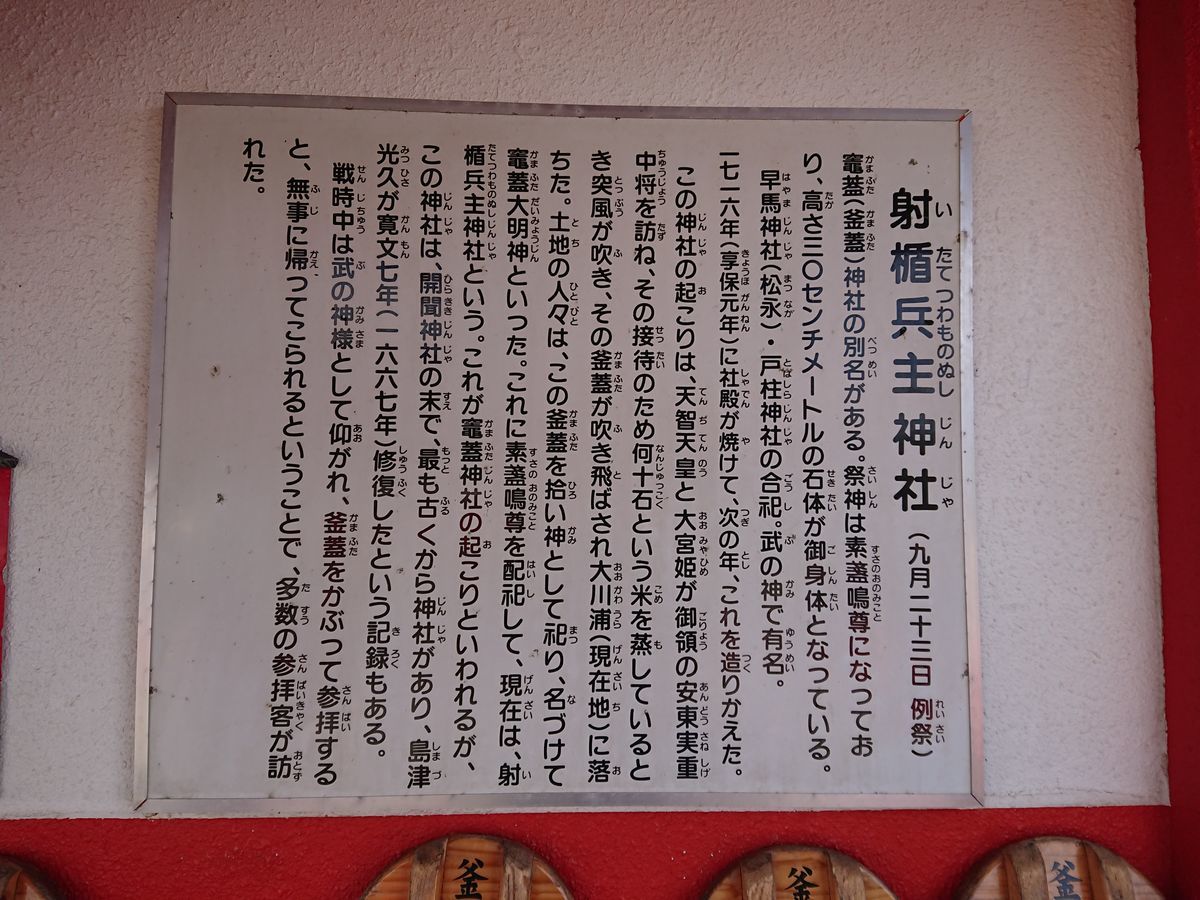 射楯兵主神社（九月二十三日 例祭）
竈蓋（釜蓋）神社の別名がある。祭神は素盞鳴尊になってお
り、高さ三〇センチメートルの石体が御身体となっている。
早馬神社（松永）・戸柱神社の合祀。武の神で有名。
一七一六年（享保元年）に社殿が焼けて、次の年、これを造りかえた。
この神社の起こりは、天智天皇と大宮姫が御領の安東実重
中将を訪ね、その接待のため何十石という米を蒸していると
き突風が吹き、その釜蓋が吹き飛ばされ大川浦（現在地）に落
ちた。土地の人々は、この釜蓋を拾い神として祀り、名づけて
竈蓋大明神といった。これに素盞鳴尊を配祀して、現在は、射
楯兵主神社という。これが竈蓋神社の起こりといわれるが、
この神社は、開聞神社の末で、最も古くから神社があり、島津
光久が寛文七年（一六六七年）修復したという記録もある。
戦時中は武の神様として仰がれ、釜蓋をかぶって参拝する
と、無事に帰ってこられるということで、多数の参拝客が訪
れた。
釜
釜
釜